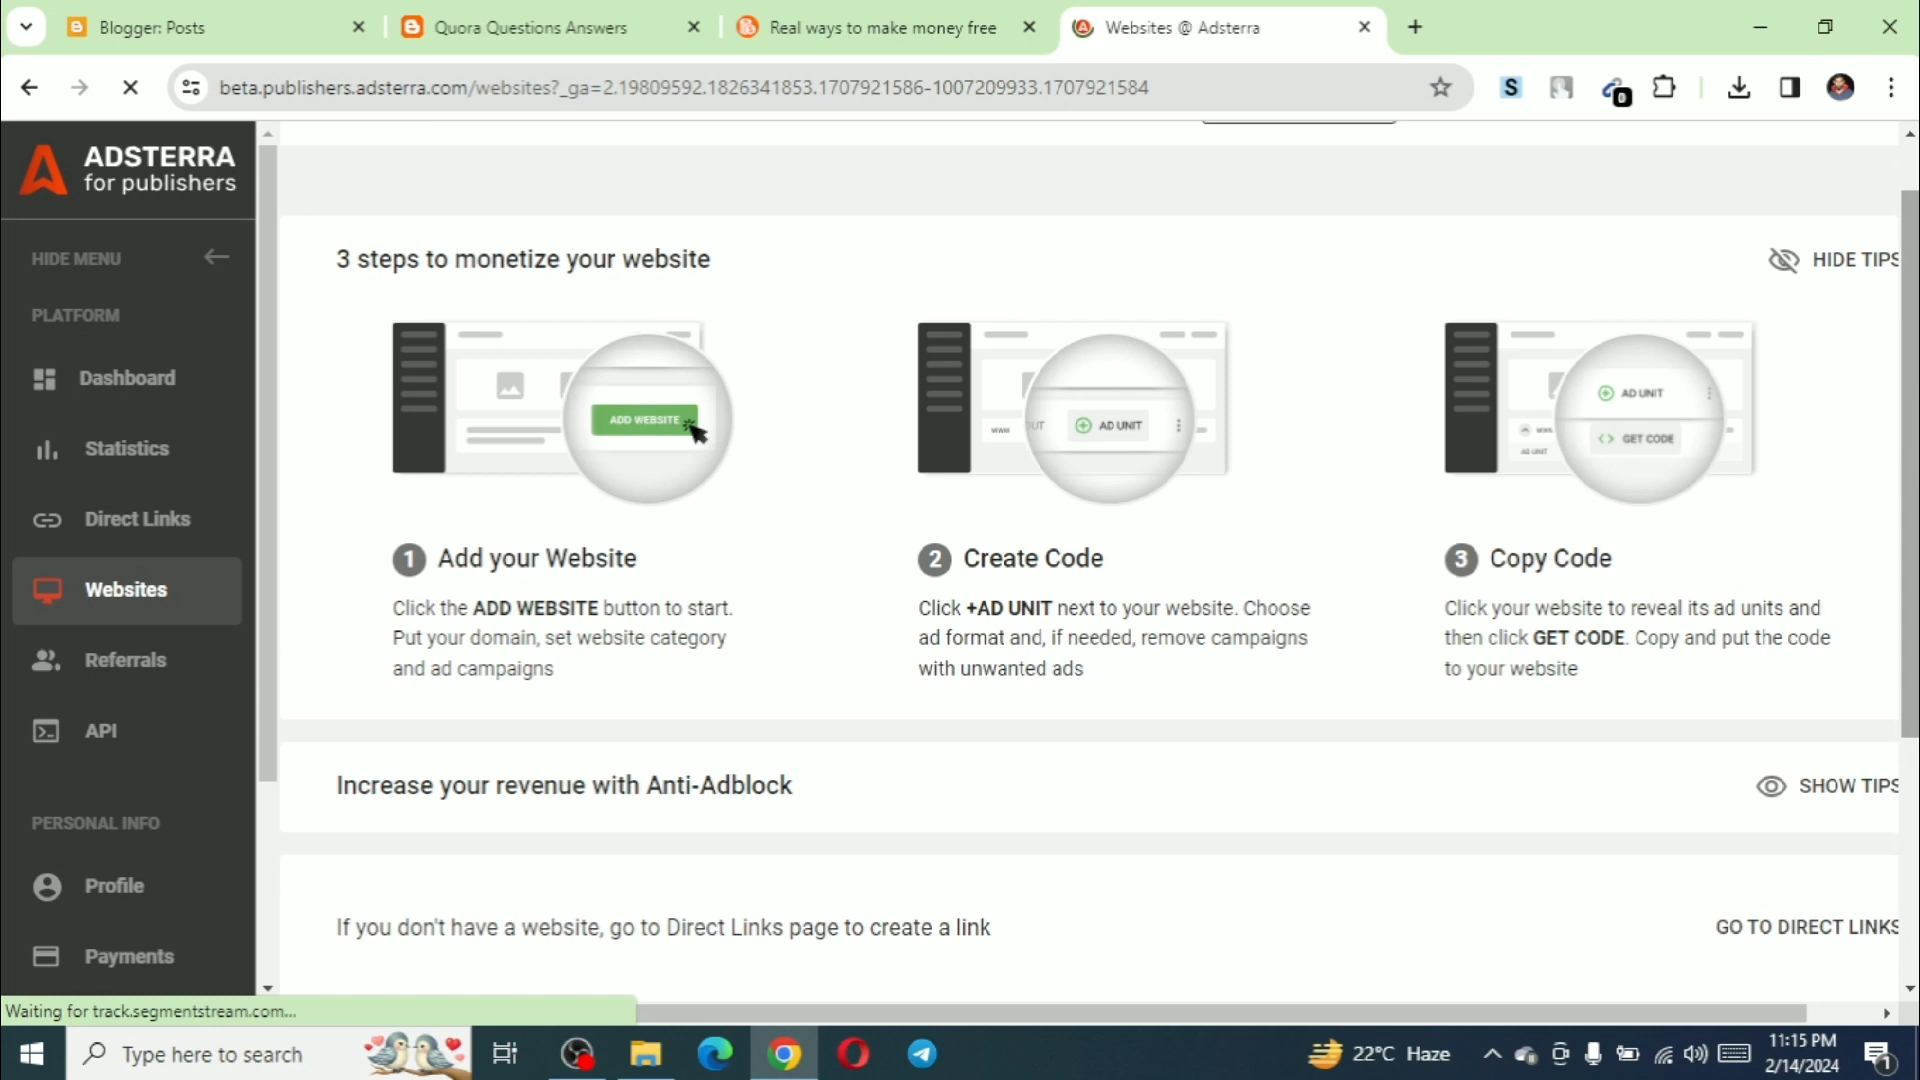 Blogger: Posts
Quora Questions Answers
Real ways to make money free
Websites @ Adsterra
beta.publishers.adsterra.com/websites?_ga=2.19809592.1826341853.1707921586-1007209933.1707921584
S
0
ADSTERRA
for publishers
HIDE MENU
PLATFORM
Dashboard
Statistics
Direct Links
Websites
Referrals
API
PERSONAL INFO
Profile
Payments
3 steps to monetize your website
HIDE TIPS
ADD WEBSITE
AD UNIT
AD UNIT
GET CODE
AD UNIT
1 Add your Website
Click the ADD WEBSITE button to start.
Put your domain, set website category
and ad campaigns
2 Create Code
Click +AD UNIT next to your website. Choose
ad format and, if needed, remove campaigns
with unwanted ads
3 Copy Code
Click your website to reveal its ad units and
then click GET CODE. Copy and put the code
to your website
Increase your revenue with Anti-Adblock
SHOW TIPS
If you don't have a website, go to Direct Links page to create a link
GO TO DIRECT LINKS
Waiting for track.segmentstream.com...
Type here to search
22°C Haze
11:15 PM
2/14/2024
1